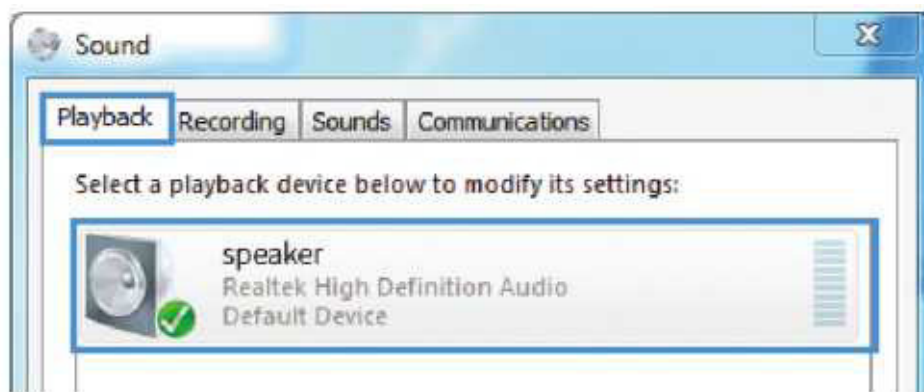 Sound
Playback Recording Sounds Communications
Select a playback device below to modify its settings:
speaker
Realtek High Definition Audio
Default Device